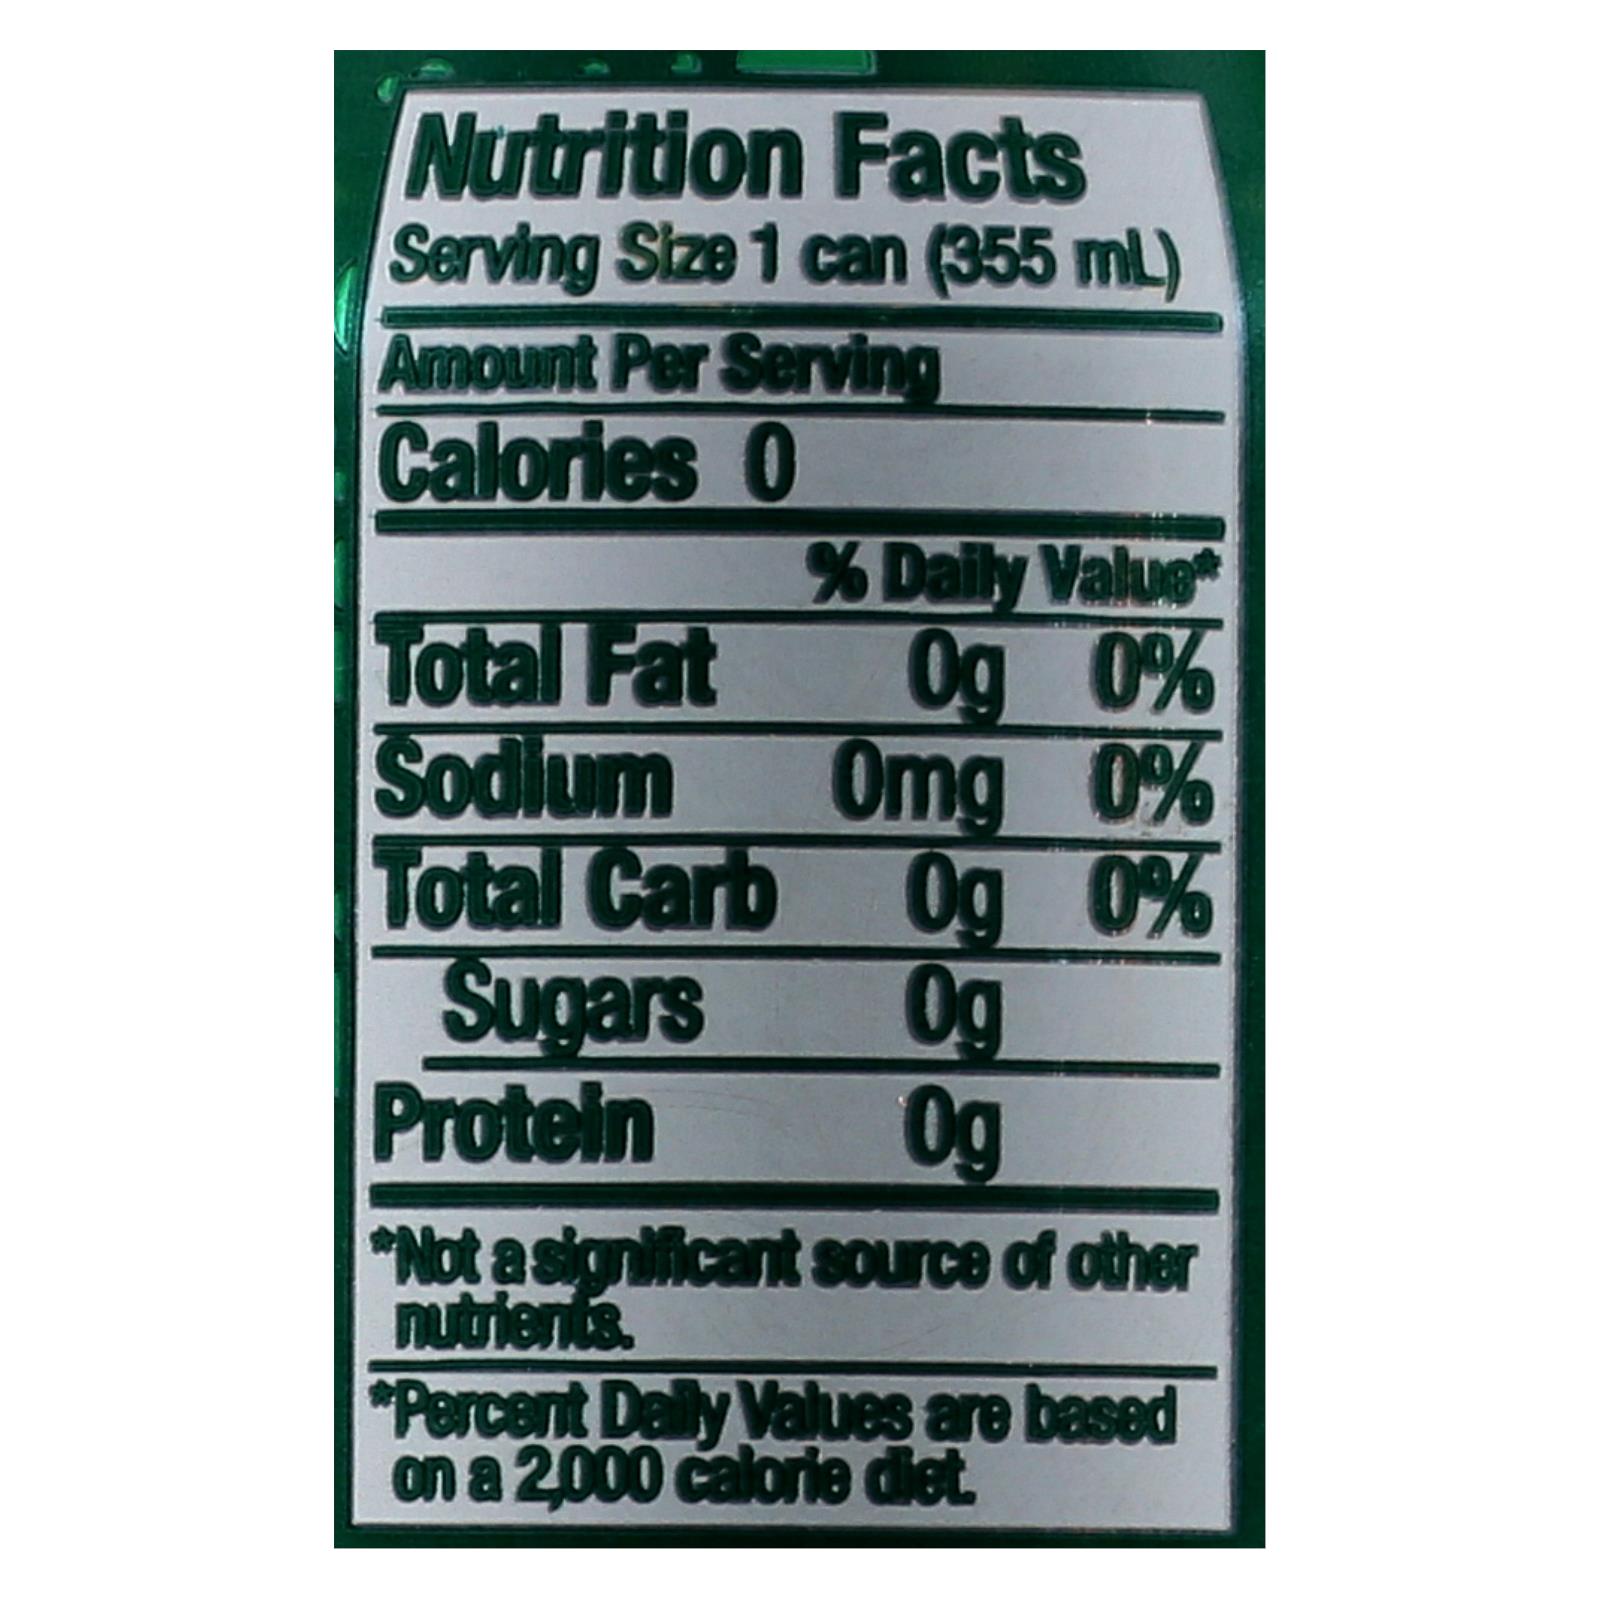 Nutrition Facts
Serving Size 1 can (355 mL)
Amount Per Serving
Calories 0
% Daily Value*
Total Fat 0g 0%
Sodium 0mg 0%
Total Carb 0g 0%
Sugars 0g
Protein 0g
*Not a significant source of other
nutrients.
*Percent Daily Values are based
on a 2,000 calorie diet.